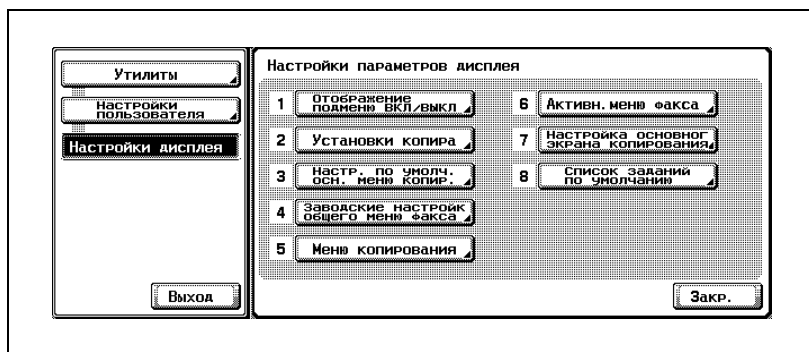 Утилиты
Настройки
пользователя
Настройки дисплея
Выход
Настройки параметров дисплея
1 Отображение
подменю ВКЛ/ВЫКЛ
2 Установки копира
3 Настр. по умолч.
осн. меню копир.
4 Заводские настройк
общего меню факса
5 Меню копирования
6 Активн.меню факса
7 Настройка основног
экрана копирования
8 Список заданий
по умолчанию
Закр.